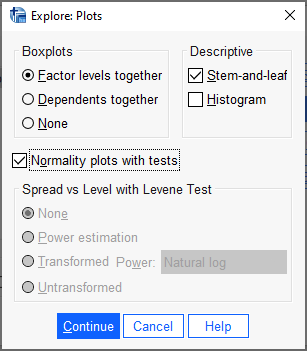 Explore: Plots
Boxplots
Factor levels together
Dependents together
None
Descriptive
Stem-and-leaf
Histogram
Normality plots with tests
Spread vs Level with Levene Test
None
Power estimation
Transformed Power: Natural log
Untransformed
Continue Cancel Help